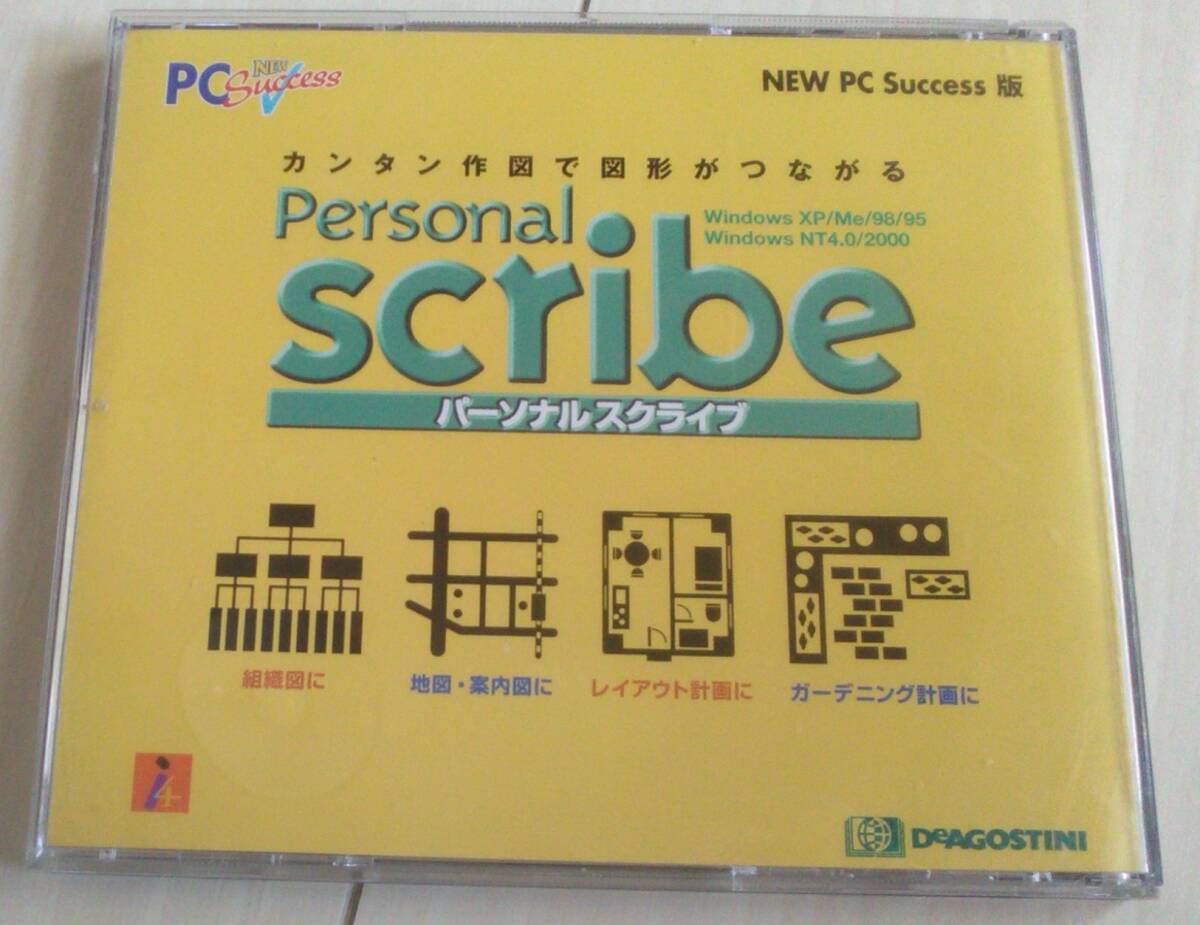 PC NEW Success
NEW PC Success 版
カンタン作図で図形がつながる
Personal
Windows XP/Me/98/95
Windows NT4.0/2000
scribe
パーソナルスクライブ
組織図に
地図・案内図に
レイアウト計画に
ガーデニング計画に
i4
DeAGOSTINI